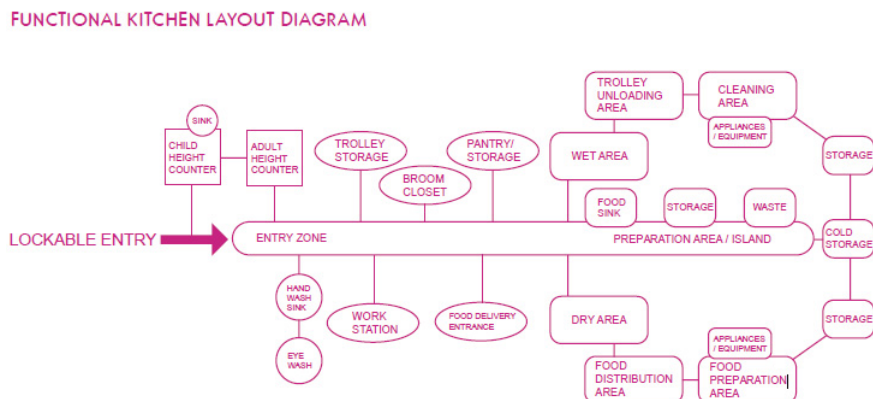 FUNCTIONAL KITCHEN LAYOUT DIAGRAM
TROLLEY
UNLOADING
AREA
CLEANING
AREA
SINK
APPLIANCES
/ EQUIPMENT
CHILD
HEIGHT
COUNTER
ADULT
HEIGHT
COUNTER
TROLLEY
STORAGE
PANTRY/
STORAGE
WET AREA
STORAGE
BROOM
CLOSET
FOOD
SINK
STORAGE
WASTE
LOCKABLE ENTRY
ENTRY ZONE
PREPARATION AREA / ISLAND
COLD
STORAGE
HAND
WASH
SINK
WORK
STATION
FOOD DELIVERY
ENTRANCE
DRY AREA
STORAGE
EYE
WASH
APPLIANCES
/ EQUIPMENT
FOOD
DISTRIBUTION
AREA
FOOD
PREPARATION
AREA